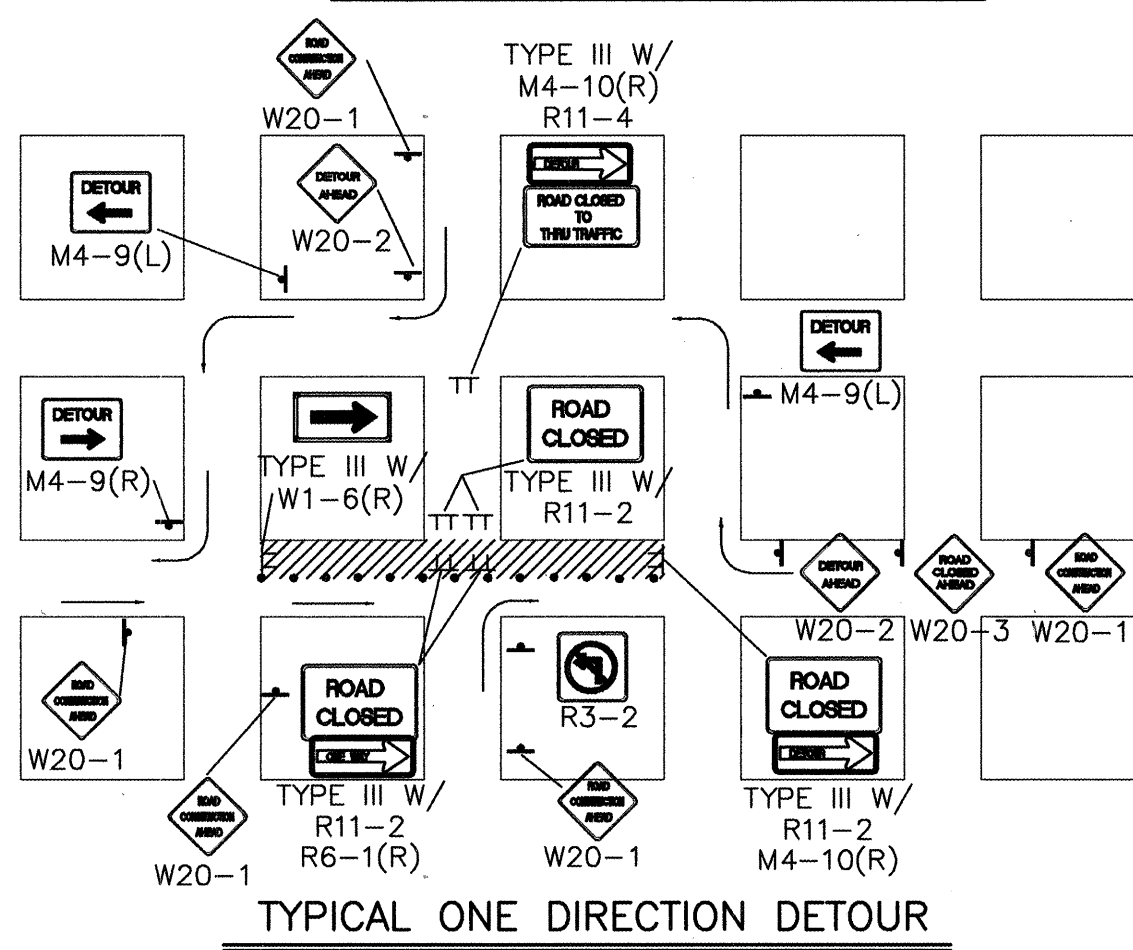 ROAD
CONSTRUCTION
AHEAD
W20-1
TYPE III W/
M4-10(R)
R11-4
DETOUR
M4-9(L)
DETOUR
AHEAD
W20-2
DETOUR
ROAD CLOSED
TO
THRU TRAFFIC
DETOUR
M4-9(L)
DETOUR
M4-9(R)
TYPE III W/
W1-6(R)
ROAD
CLOSED
TYPE III W/
R11-2
DETOUR
AHEAD
W20-2
ROAD
CLOSED
AHEAD
W20-3
ROAD
CONSTRUCTION
AHEAD
W20-1
ROAD
CONSTRUCTION
AHEAD
W20-1
ROAD
CONSTRUCTION
AHEAD
W20-1
ROAD
CLOSED
ONE WAY
TYPE III W/
R11-2
R6-1(R)
R3-2
ROAD
CONSTRUCTION
AHEAD
W20-1
ROAD
CLOSED
DETOUR
TYPE III W/
R11-2
M4-10(R)
TYPICAL ONE DIRECTION DETOUR